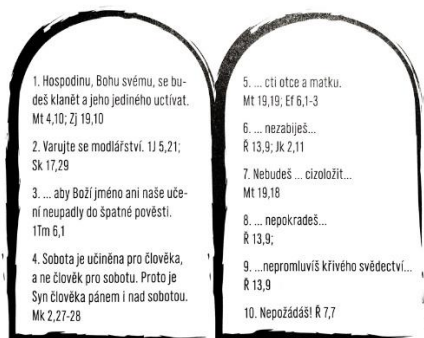 1. Hospodinu, Bohu svému, se bu-
deš klanět a jeho jediného uctívat.
Mt 4,10; Zj 19,10
2. Varujte se modlářství. 1J 5,21;
Sk 17,29
3. ... aby Boží jméno ani naše uče-
ní neupadly do špatné pověsti.
1Tm 6,1
4. Sobota je učiněna pro člověka,
a ne člověk pro sobotu. Proto je
Syn člověka pánem i nad sobotou.
Mk 2,27-28
5. ... cti otce a matku.
Mt 19,19; Ef 6,1-3
6. ... nezabiješ...
Ř 13,9; Jk 2,11
7. Nebudeš ... cizoložit...
Mt 19,18
8. ... nepokradeš...
Ř 13,9;
9. ...nepromluvíš křivého svědectví...
Ř 13,9
10. Nepožádáš! Ř 7,7